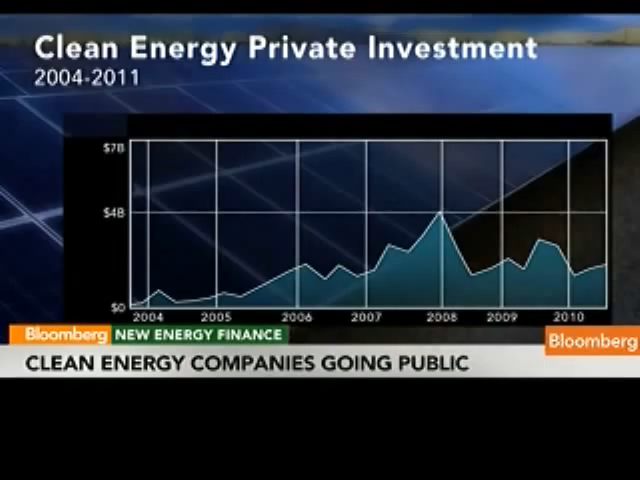 Clean Energy Private Investment
2004-2011
$7B
$4B
$0
2004 2005 2006 2007 2008 2009 2010
Bloomberg NEW ENERGY FINANCE
Bloomberg
CLEAN ENERGY COMPANIES GOING PUBLIC